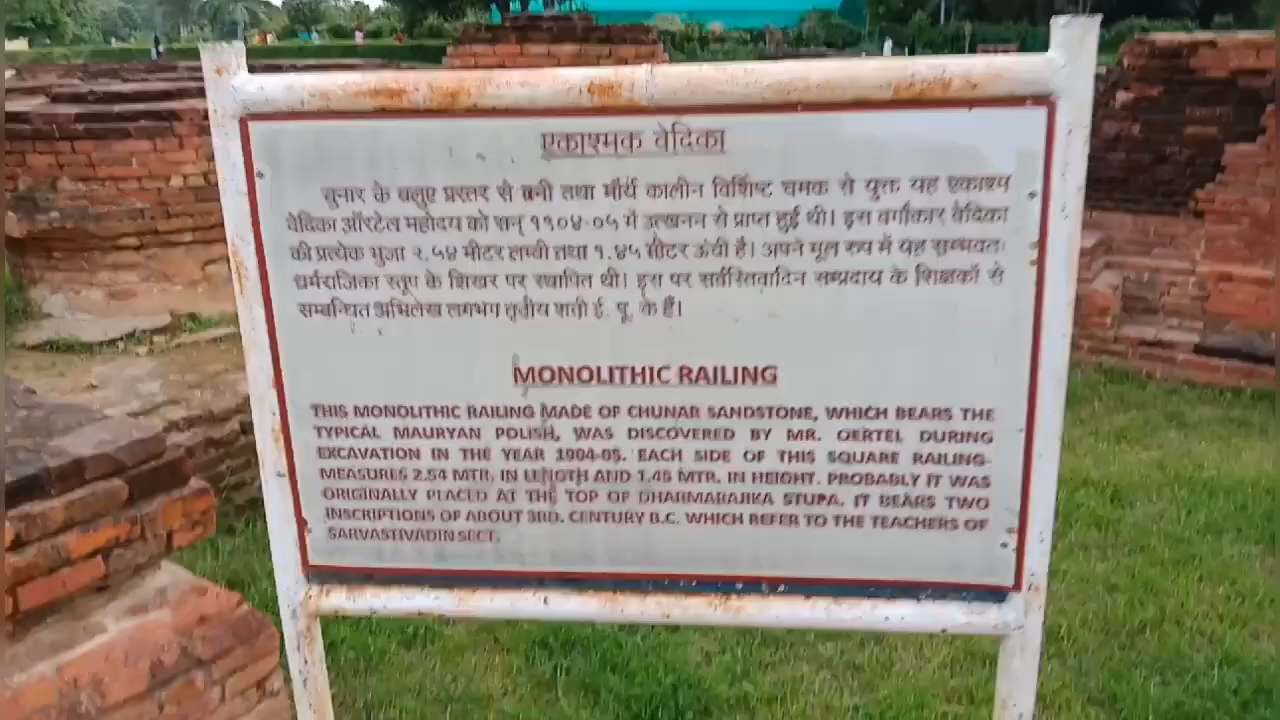 एकाश्मक वेदिका
चुनार के बलुए प्रस्तर से बनी तथा मौर्य कालीन विशिष्ट चमक से युक्त यह एकाश्म
वेदिका ऑरटेल महोदय को सन् १९०४-०५ में उत्खनन से प्राप्त हुई थी। इस वर्गाकार वेदिका
की प्रत्येक भुजा २.५४ मीटर लम्बी तथा १.४५ मीटर ऊंची है। अपने मूल रुप में यह सम्भवतः
धर्मराजिका स्तूप के शिखर पर स्थापित थी। इस पर सर्वास्तिवादिन सम्प्रदाय के शिक्षकों से
सम्बन्धित अभिलेख लगभग तृतीय शती ई. पू. के हैं।
MONOLITHIC RAILING
THIS MONOLITHIC RAILING MADE OF CHUNAR SANDSTONE, WHICH BEARS THE
TYPICAL MAURYAN POLISH, WAS DISCOVERED BY MR. OERTEL DURING
EXCAVATION IN THE YEAR 1904-05. EACH SIDE OF THIS SQUARE RAILING
MEASURES 2.54 MTR. IN LENGTH AND 1.45 MTR. IN HEIGHT. PROBABLY IT WAS
ORIGINALLY PLACED AT THE TOP OF DHARMARAJIKA STUPA. IT BEARS TWO
INSCRIPTIONS OF ABOUT 3RD. CENTURY B.C. WHICH REFER TO THE TEACHERS OF
SARVASTIVADIN SECT.